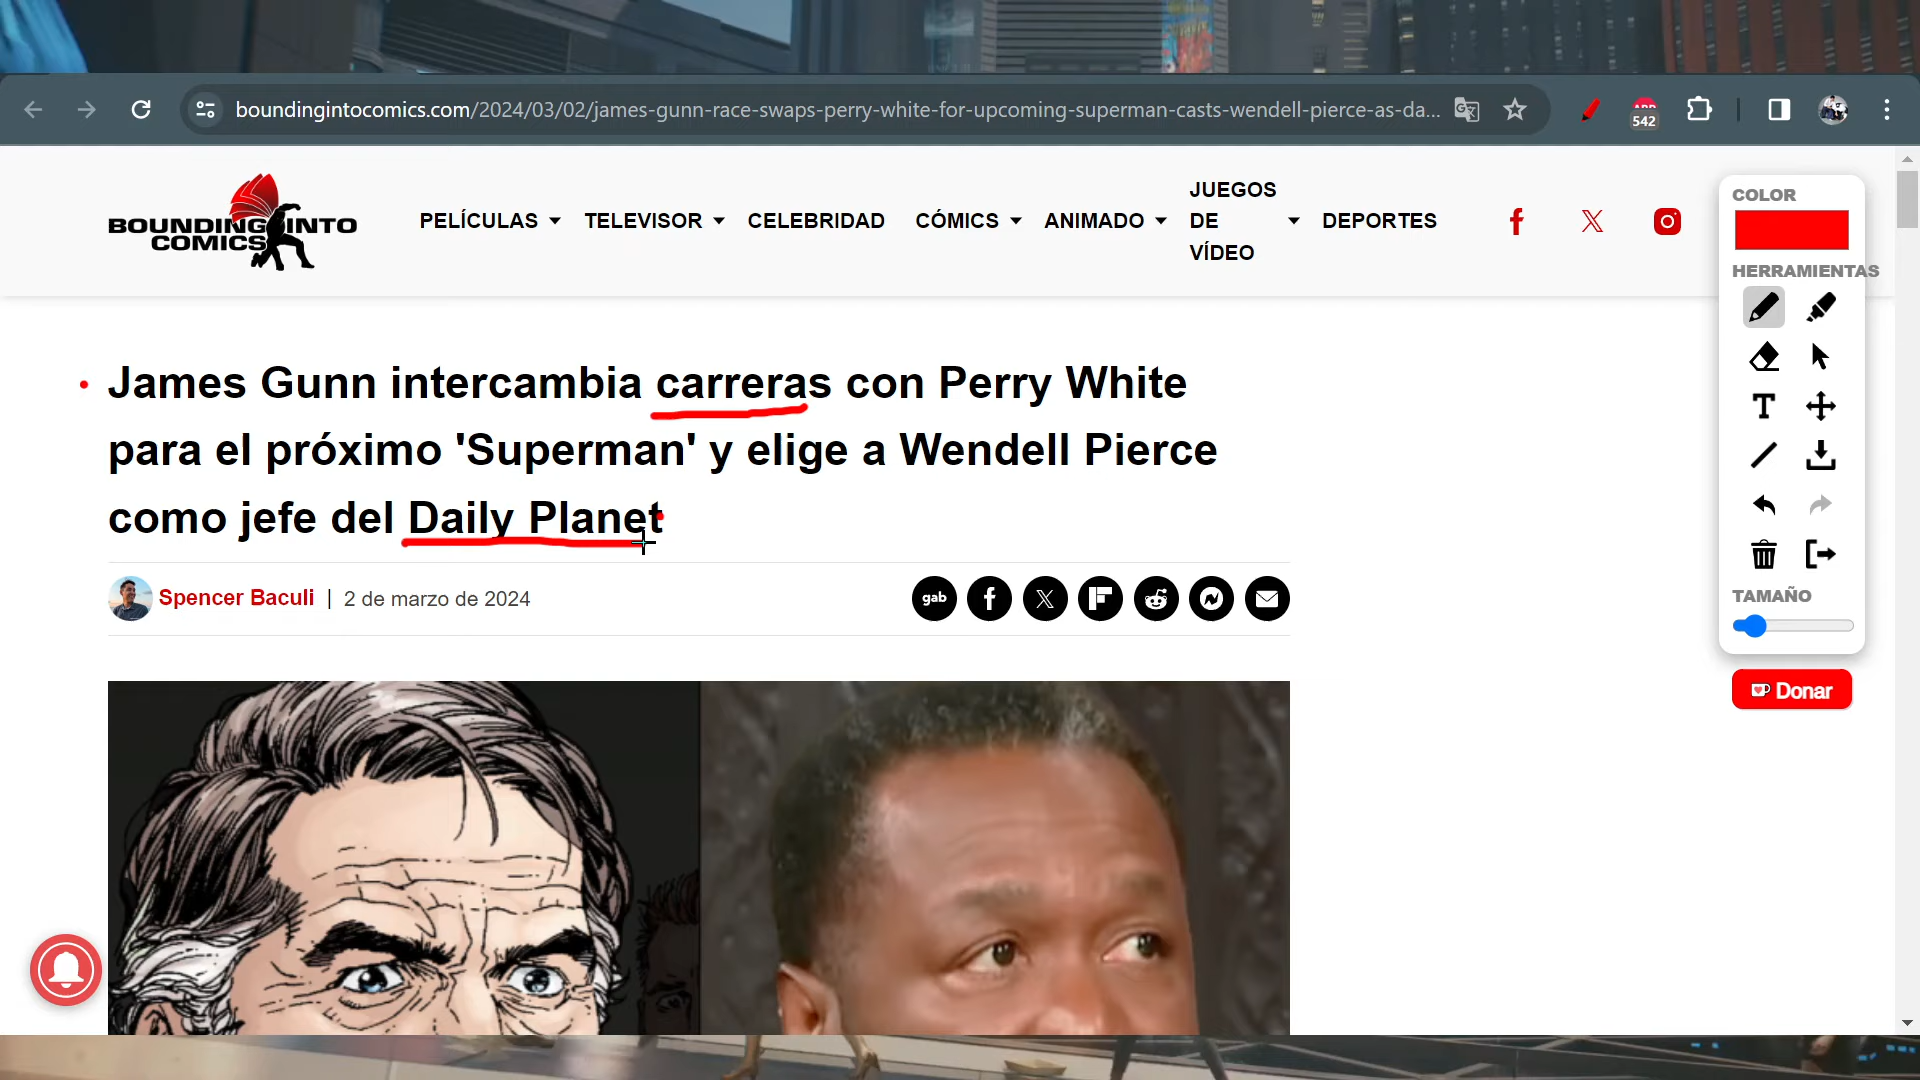 boundingintocomics.com/2024/03/02/james-gunn-race-swaps-perry-white-for-upcoming-superman-casts-wendell-pierce-as-da...
ABP
542
BOUNDING INTO
COMICS
PELÍCULAS
TELEVISOR
CELEBRIDAD
CÓMICS
ANIMADO
JUEGOS
DE
VÍDEO
DEPORTES
COLOR
HERRAMIENTAS
James Gunn intercambia carreras con Perry White
para el próximo 'Superman' y elige a Wendell Pierce
como jefe del Daily Planet
Spencer Baculi | 2 de marzo de 2024
gab
TAMAÑO
Donar